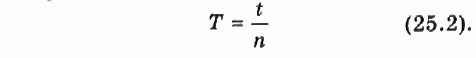 T = t/n (25.2).